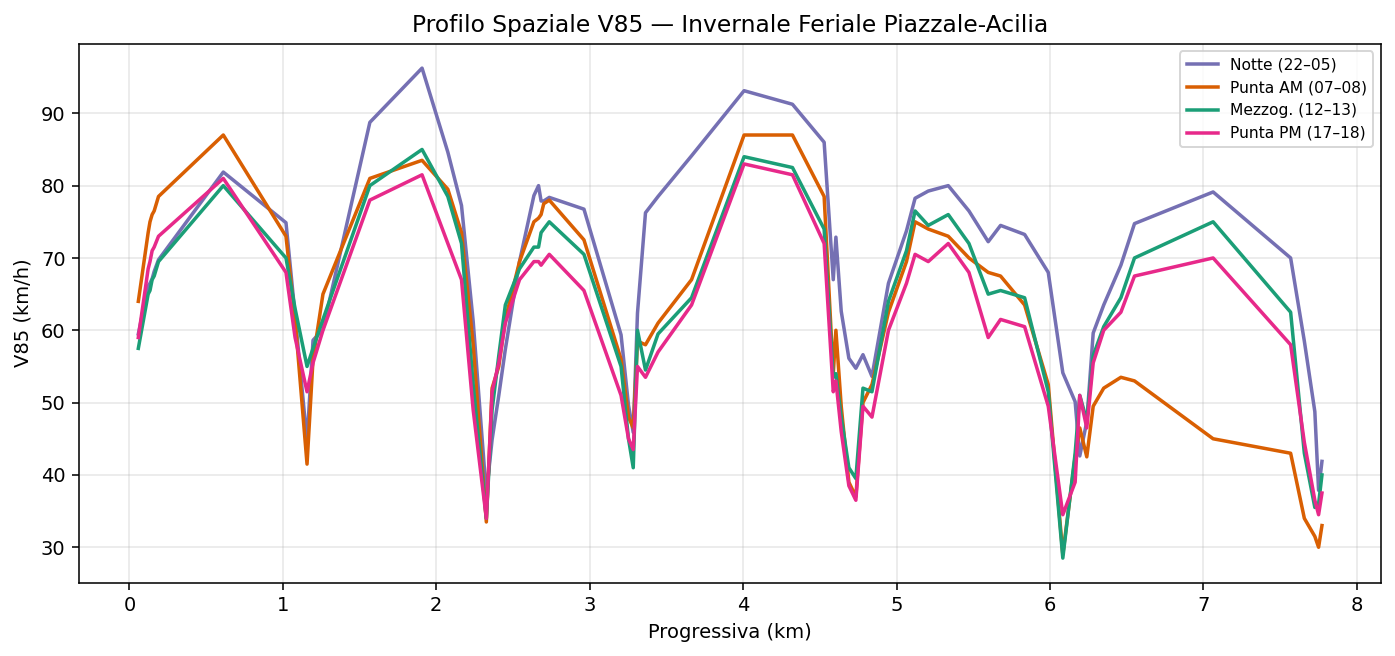 Profilo Spaziale V85 — Invernale Feriale Piazzale-Acilia
Notte (22–05)
Punta AM (07–08)
Mezzog. (12–13)
Punta PM (17–18)
V85 (km/h)
90
80
70
60
50
40
30
0 1 2 3 4 5 6 7 8
Progressiva (km)